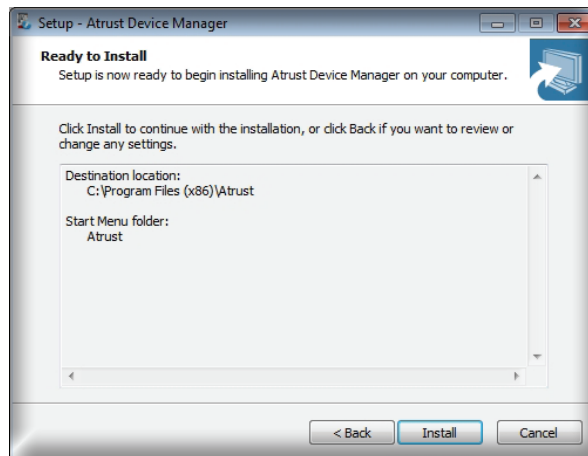 Setup - Atrust Device Manager
Ready to Install
Setup is now ready to begin installing Atrust Device Manager on your computer.
Click Install to continue with the installation, or click Back if you want to review or
change any settings.
Destination location:
C:\Program Files (x86)\Atrust
Start Menu folder:
Atrust
< Back
Install
Cancel